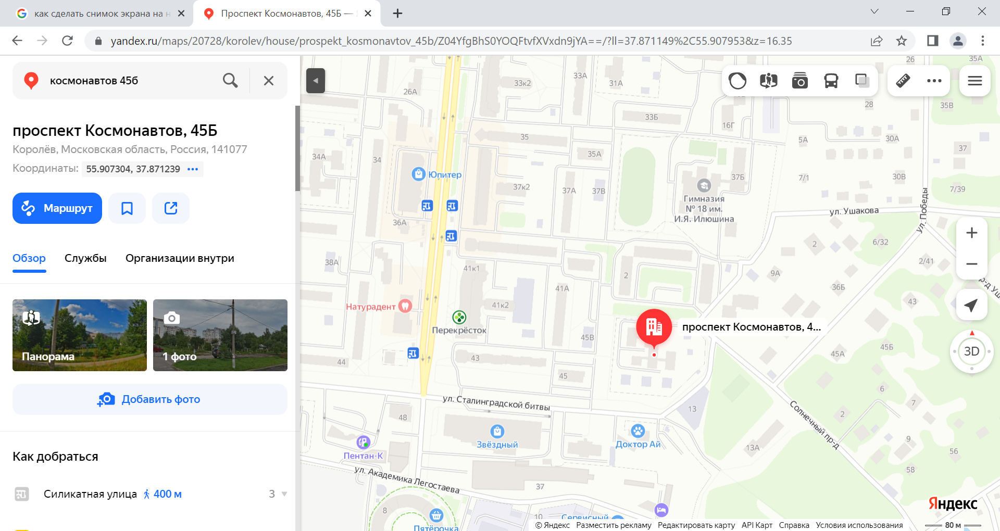 как сделать снимок экрана на н
Проспект Космонавтов, 45Б —
yandex.ru/maps/20728/korolev/house/prospekt_kosmonavtov_45b/Z04YfgBhS0YOQFtvfXVxdn9jYA==/?ll=37.871149%2C55.907953&z=16.35
космонавтов 45б
проспект Космонавтов, 45Б
Королёв, Московская область, Россия, 141077
Координаты: 55.907304, 37.871239
Маршрут
Обзор
Службы
Организации внутри
Панорама
1 фото
Добавить фото
Как добраться
Силикатная улица
400 м
3
26
35А
33А
33к2
31А
26А
28
35В
33Б
16Г
35
5А
30А
37
34А
34
35А
Юпитер
37Б
7/1
30В
37к2
37А
37В
7/39
Гимназия
№ 18 им.
И.Я. Илюшина
ул. Ушакова
ул. Победы
36А
2
6/32
38А
41к1
2
9А
2/41
р-д Уш
41А
36Б
43
Натурадент
41к2
Перекрёсток
проспект Космонавтов, 4...
45В
45Б
45А
3D
44
43
45
6
ул. Сталинградской битвы
13
7
Солнечный пр-д
48
2
Звёздный
Доктор Ай
9
13А
56
Пентан-К
58
ул. Академика Легостаева
37
8
10
Сервисный
Пятёрочка
Яндекс
© Яндекс
Разместить рекламу
Редактировать карту
API Карт
Справка
Условия использования
80 м